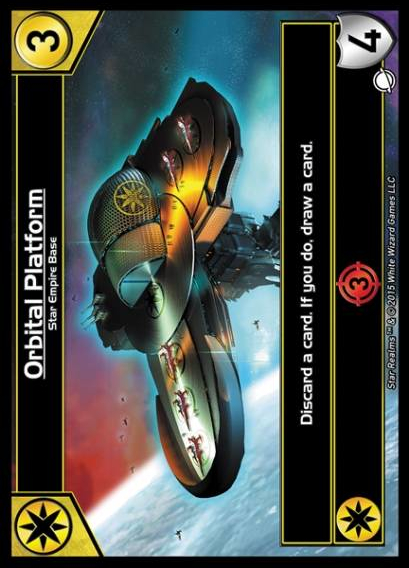 3
Orbital Platform
Star Empire Base
4
Discard a card. If you do, draw a card.
3
Star Realms™ & © 2015 White Wizard Games LLC